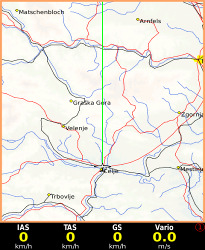 Matschenbloch
Arnfels
Graška Gora
Zgornj
Velenje
Celje
Trbovlje
IAS TAS GS Vario
0 0 0 0.0
km/h km/h km/h m/s